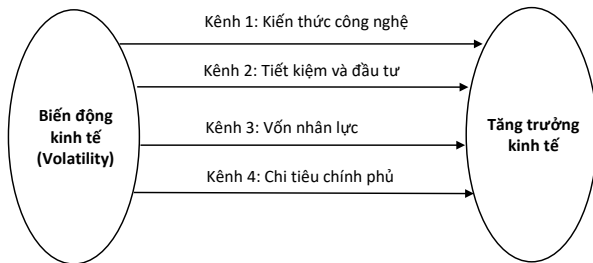 Kênh 1: Kiến thức công nghệ
Kênh 2: Tiết kiệm và đầu tư
Biến động
kinh tế
(Volatility)
Kênh 3: Vốn nhân lực
Tăng trưởng
kinh tế
Kênh 4: Chi tiêu chính phủ